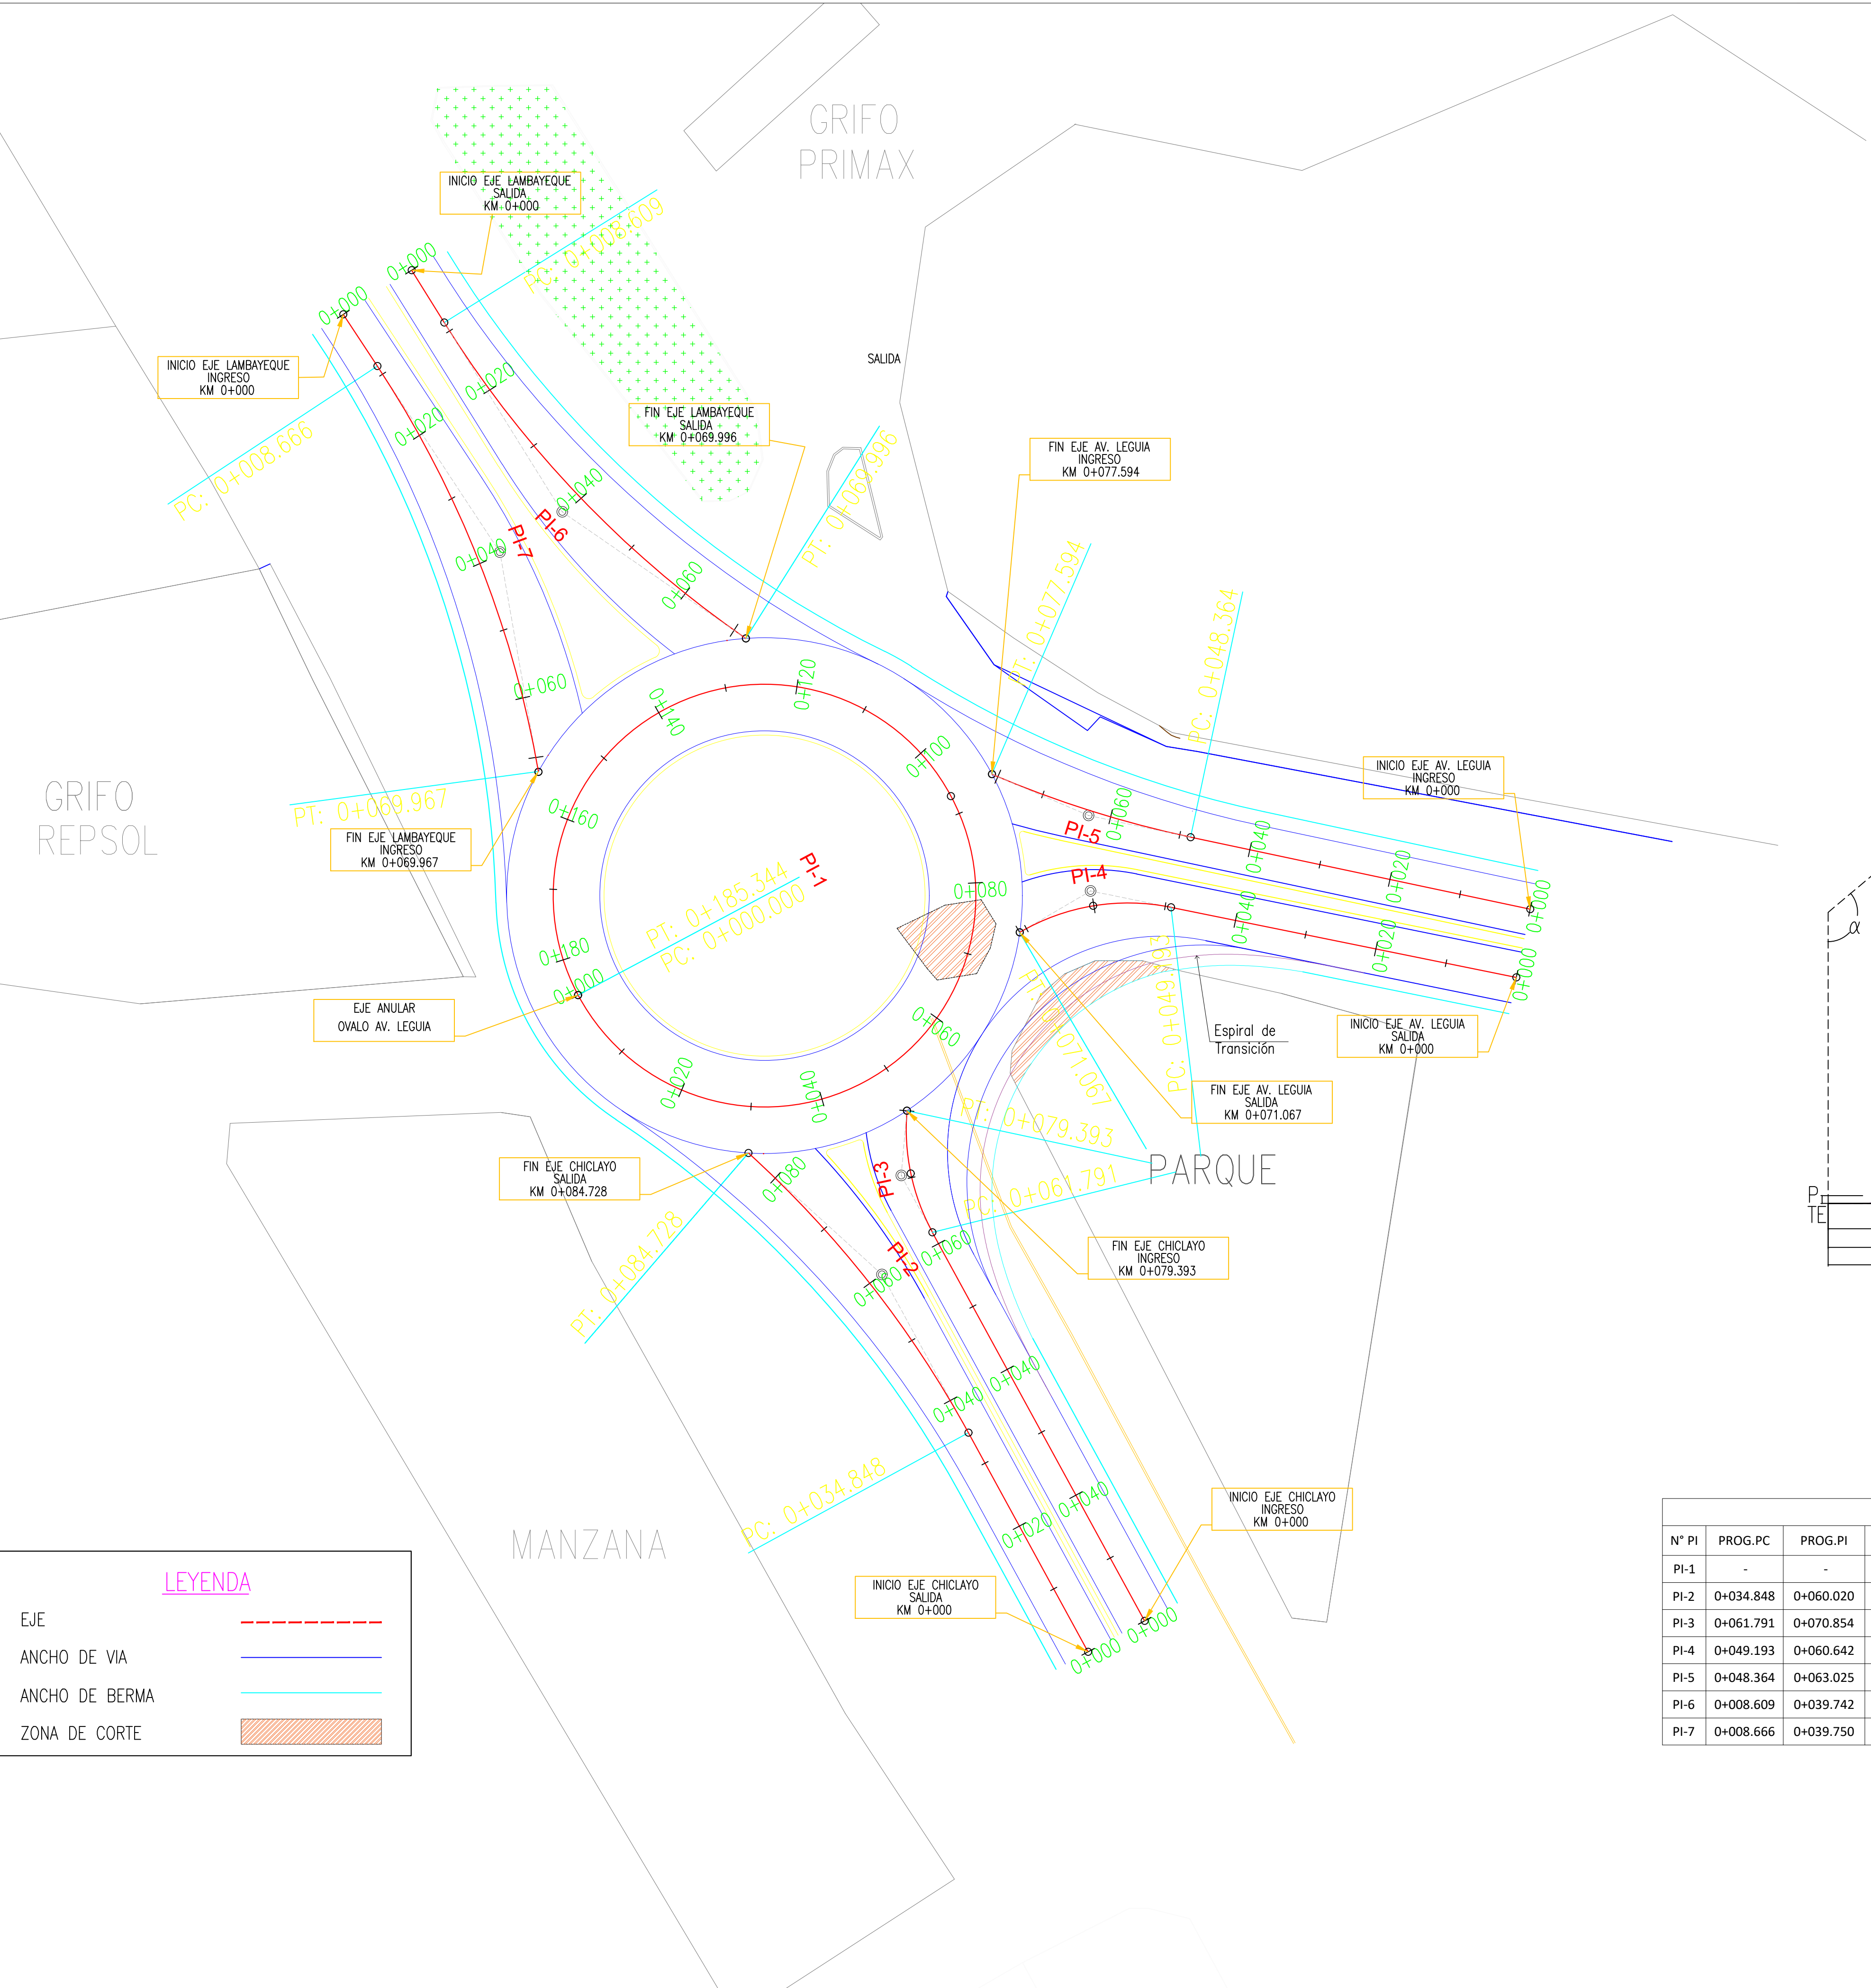 GRIFO
PRIMAX
INICIO EJE LAMBAYEQUE
SALIDA
KM 0+000
PC: 0+008.609
0+000
0+000
INICIO EJE LAMBAYEQUE
INGRESO
KM 0+000
SALIDA
0+020
0+020
PC: 0+008.666
FIN EJE LAMBAYEQUE
SALIDA
KM 0+069.996
PT: 0+069.996
FIN EJE AV. LEGUIA
INGRESO
KM 0+077.594
0+040
PI-6
PI-7
0+040
0+060
0+060
PT: 0+077.594
PC: 0+048.364
0+120
0+140
0+100
0+160
0+080
0+180
0+000
GRIFO
REPSOL
PT: 0+069.967
FIN EJE LAMBAYEQUE
INGRESO
KM 0+069.967
PI-1
PT: 0+185.344
PC: 0+000.000
INICIO EJE AV. LEGUIA
INGRESO
KM 0+000
0+060
PI-5
0+040
0+020
0+000
PI-4
0+040
0+020
0+000
α
EJE ANULAR
OVALO AV. LEGUIA
0+020
0+040
0+060
PT: 0+071.067
PC: 0+049.193
Espiral de
Transición
INICIO EJE AV. LEGUIA
SALIDA
KM 0+000
FIN EJE AV. LEGUIA
SALIDA
KM 0+071.067
PT: 0+079.393
PARQUE
PC: 0+061.791
PI-3
FIN EJE CHICLAYO
SALIDA
KM 0+084.728
0+080
PT: 0+084.728
PI-2
0+060
0+060
FIN EJE CHICLAYO
INGRESO
KM 0+079.393
P.
TE
0+040
0+040
PC: 0+034.848
0+040
0+020
INICIO EJE CHICLAYO
INGRESO
KM 0+000
MANZANA
INICIO EJE CHICLAYO
SALIDA
KM 0+000
0+000
0+000
LEYENDA
EJE
ANCHO DE VIA
ANCHO DE BERMA
ZONA DE CORTE
N° PI PROG.PC PROG.PI
PI-1 - -
PI-2 0+034.848 0+060.020
PI-3 0+061.791 0+070.854
PI-4 0+049.193 0+060.642
PI-5 0+048.364 0+063.025
PI-6 0+008.609 0+039.742
PI-7 0+008.666 0+039.750